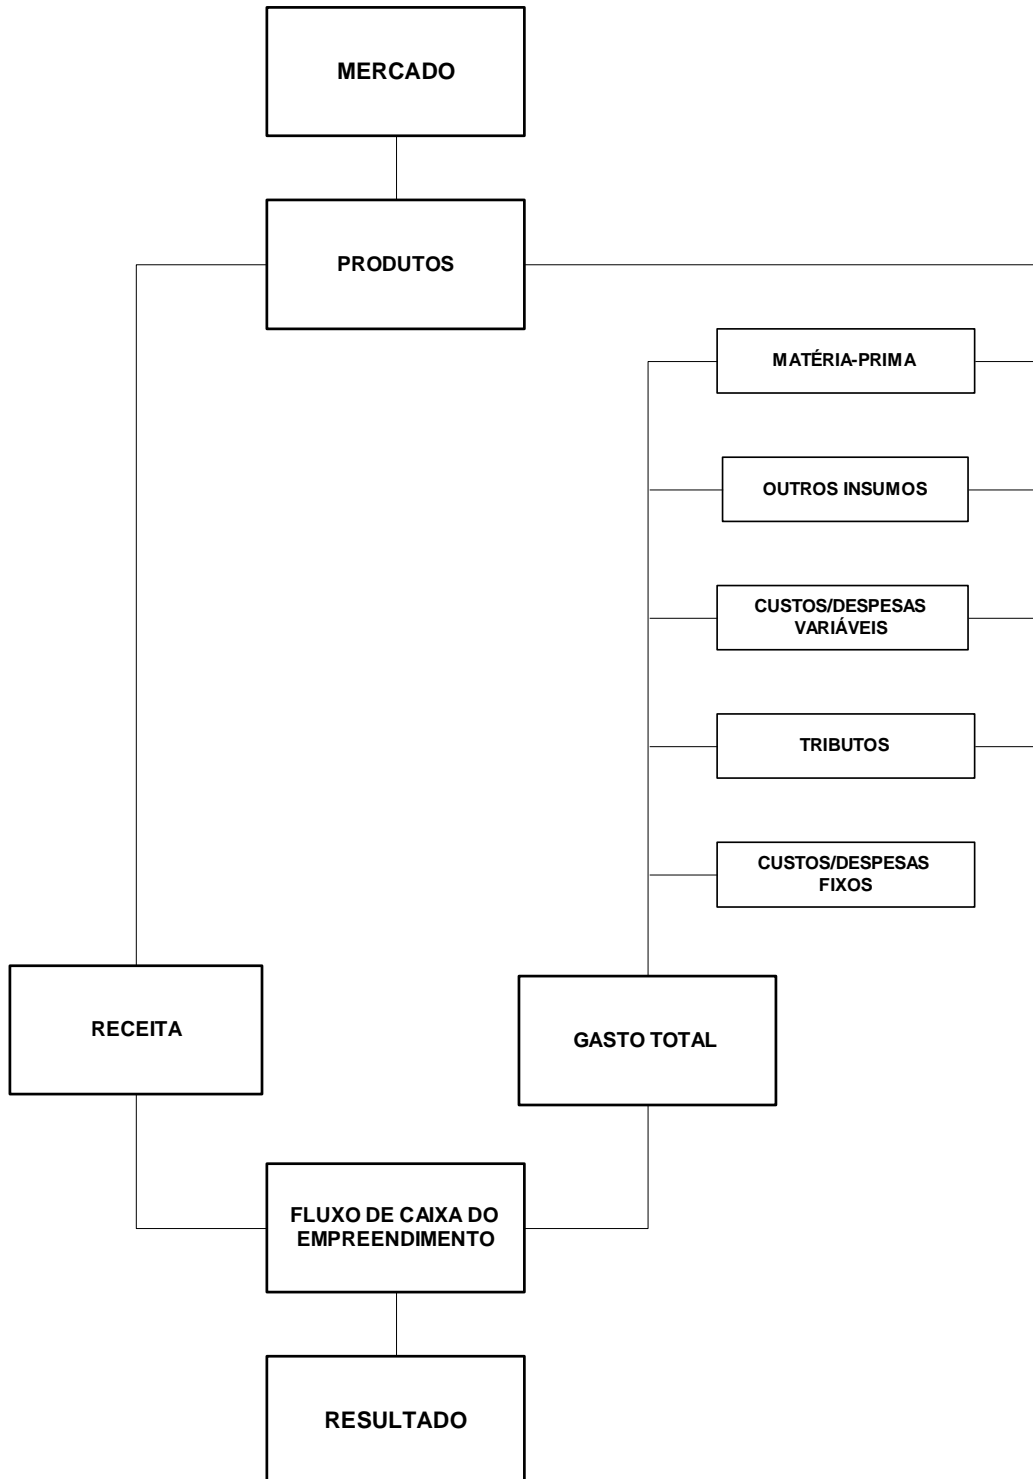 MERCADO
PRODUTOS
MATÉRIA-PRIMA
OUTROS INSUMOS
CUSTOS/DESPESAS
VARIÁVEIS
TRIBUTOS
CUSTOS/DESPESAS
FIXOS
RECEITA
GASTO TOTAL
FLUXO DE CAIXA DO
EMPREENDIMENTO
RESULTADO